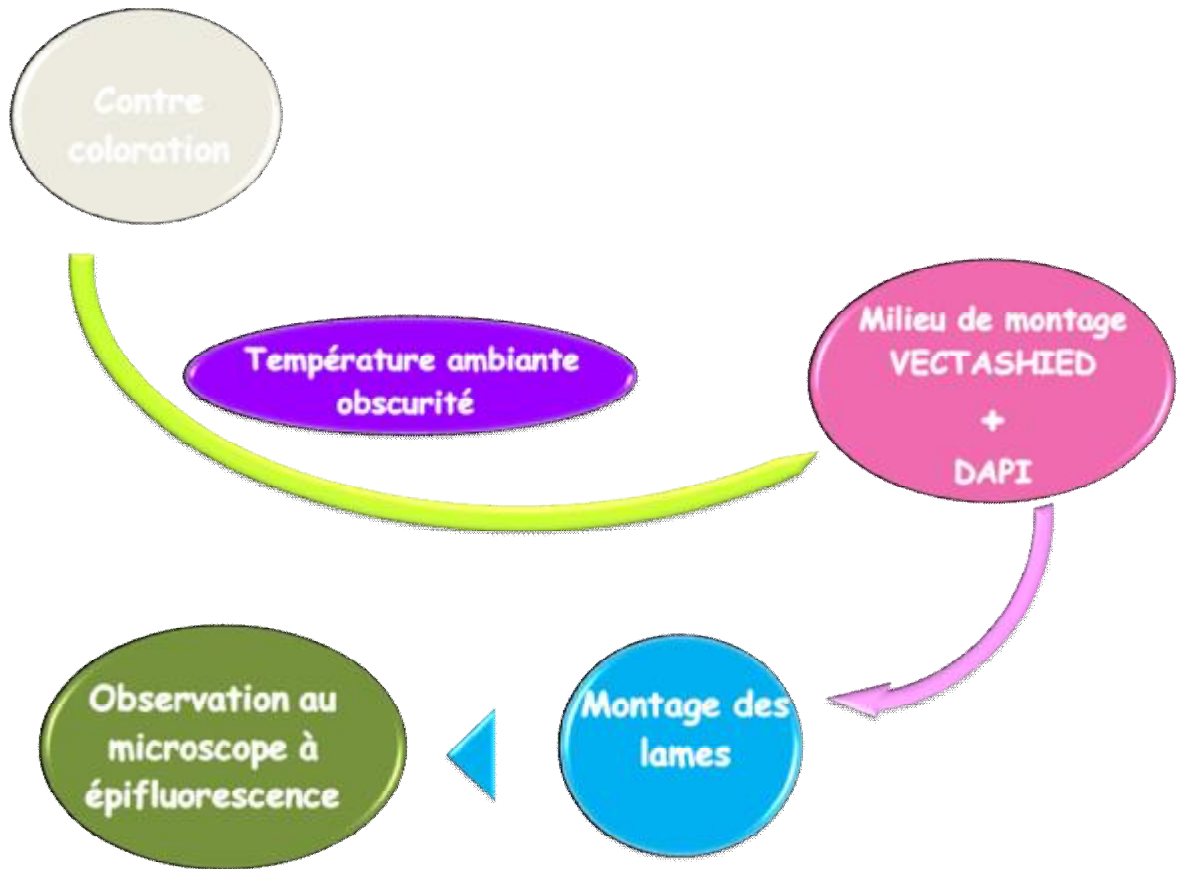 Contre
coloration
Température ambiante
obscurité
Milieu de montage
VECTASHIED
+
DAPI
Montage des
lames
Observation au
microscope à
épifluorescence